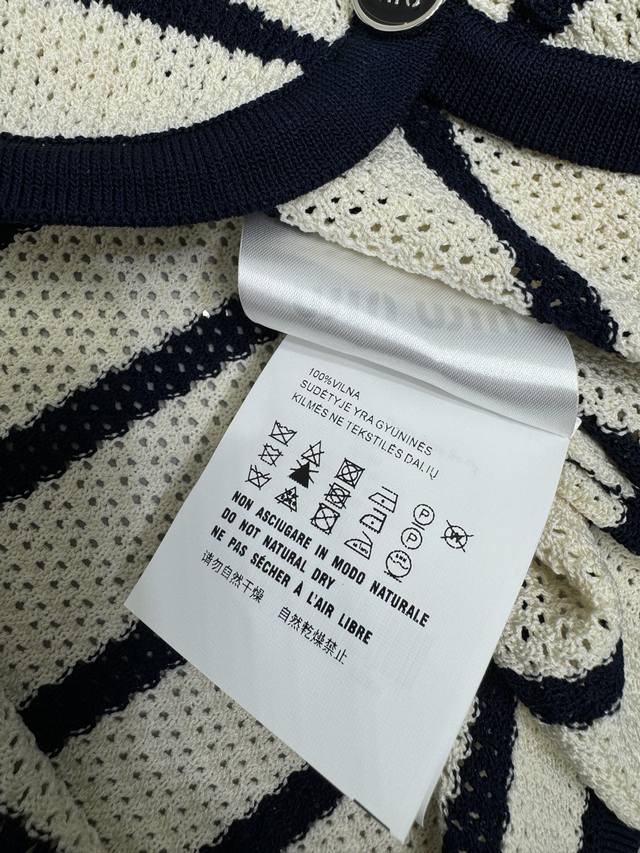 100%VILNA
SUDĖTYJE YRA GYŪNINĖS
KILMĖS NE TEKSTILĖS DALIŲ
NON ASCIUGARE IN MODO NATURALE
DO NOT NATURAL DRY
NE PAS SÉCHER À L'AIR LIBRE
请勿自然干燥 自然乾燥禁止